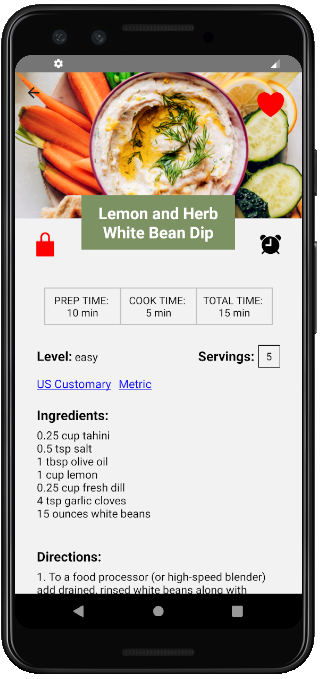 Lemon and Herb
White Bean Dip
PREP TIME: COOK TIME: TOTAL TIME:
10 min 5 min 15 min
Level: easy Servings: 5
US Customary Metric
Ingredients:
0.25 cup tahini
0.5 tsp salt
1 tbsp olive oil
1 cup lemon
0.25 cup fresh dill
4 tsp garlic cloves
15 ounces white beans
Directions:
1. To a food processor (or high-speed blender)
add drained, rinsed white beans along with